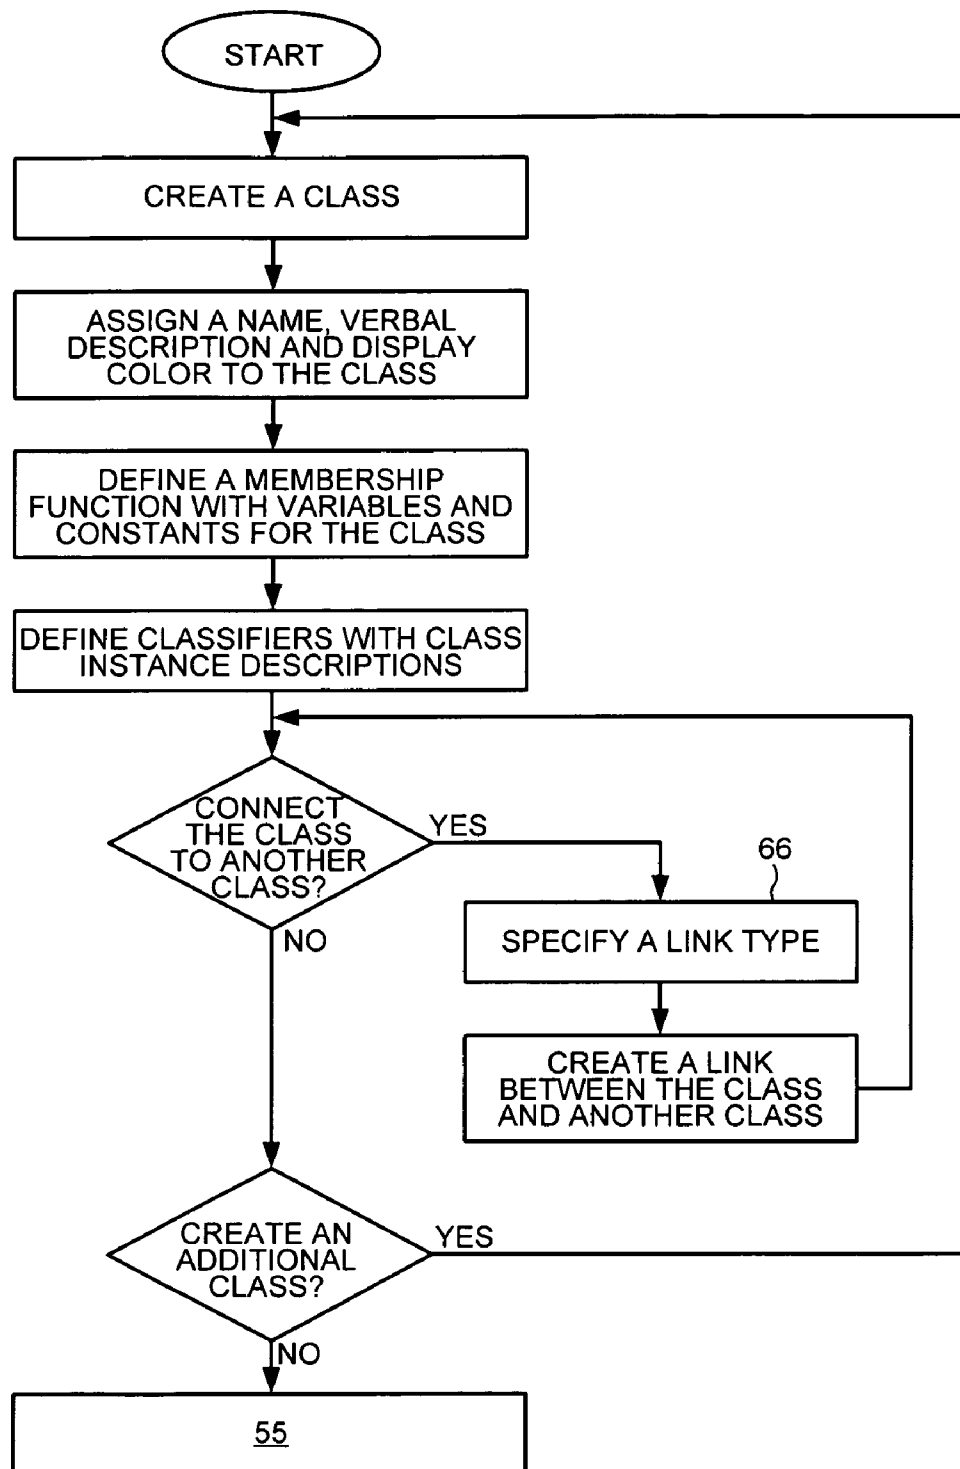 START
CREATE A CLASS
ASSIGN A NAME, VERBAL
DESCRIPTION AND DISPLAY
COLOR TO THE CLASS
DEFINE A MEMBERSHIP
FUNCTION WITH VARIABLES AND
CONSTANTS FOR THE CLASS
DEFINE CLASSIFIERS WITH CLASS
INSTANCE DESCRIPTIONS
CONNECT
THE CLASS
TO ANOTHER
CLASS?
YES
NO
66
SPECIFY A LINK TYPE
CREATE A LINK
BETWEEN THE CLASS
AND ANOTHER CLASS
CREATE AN
ADDITIONAL
CLASS?
YES
NO
55